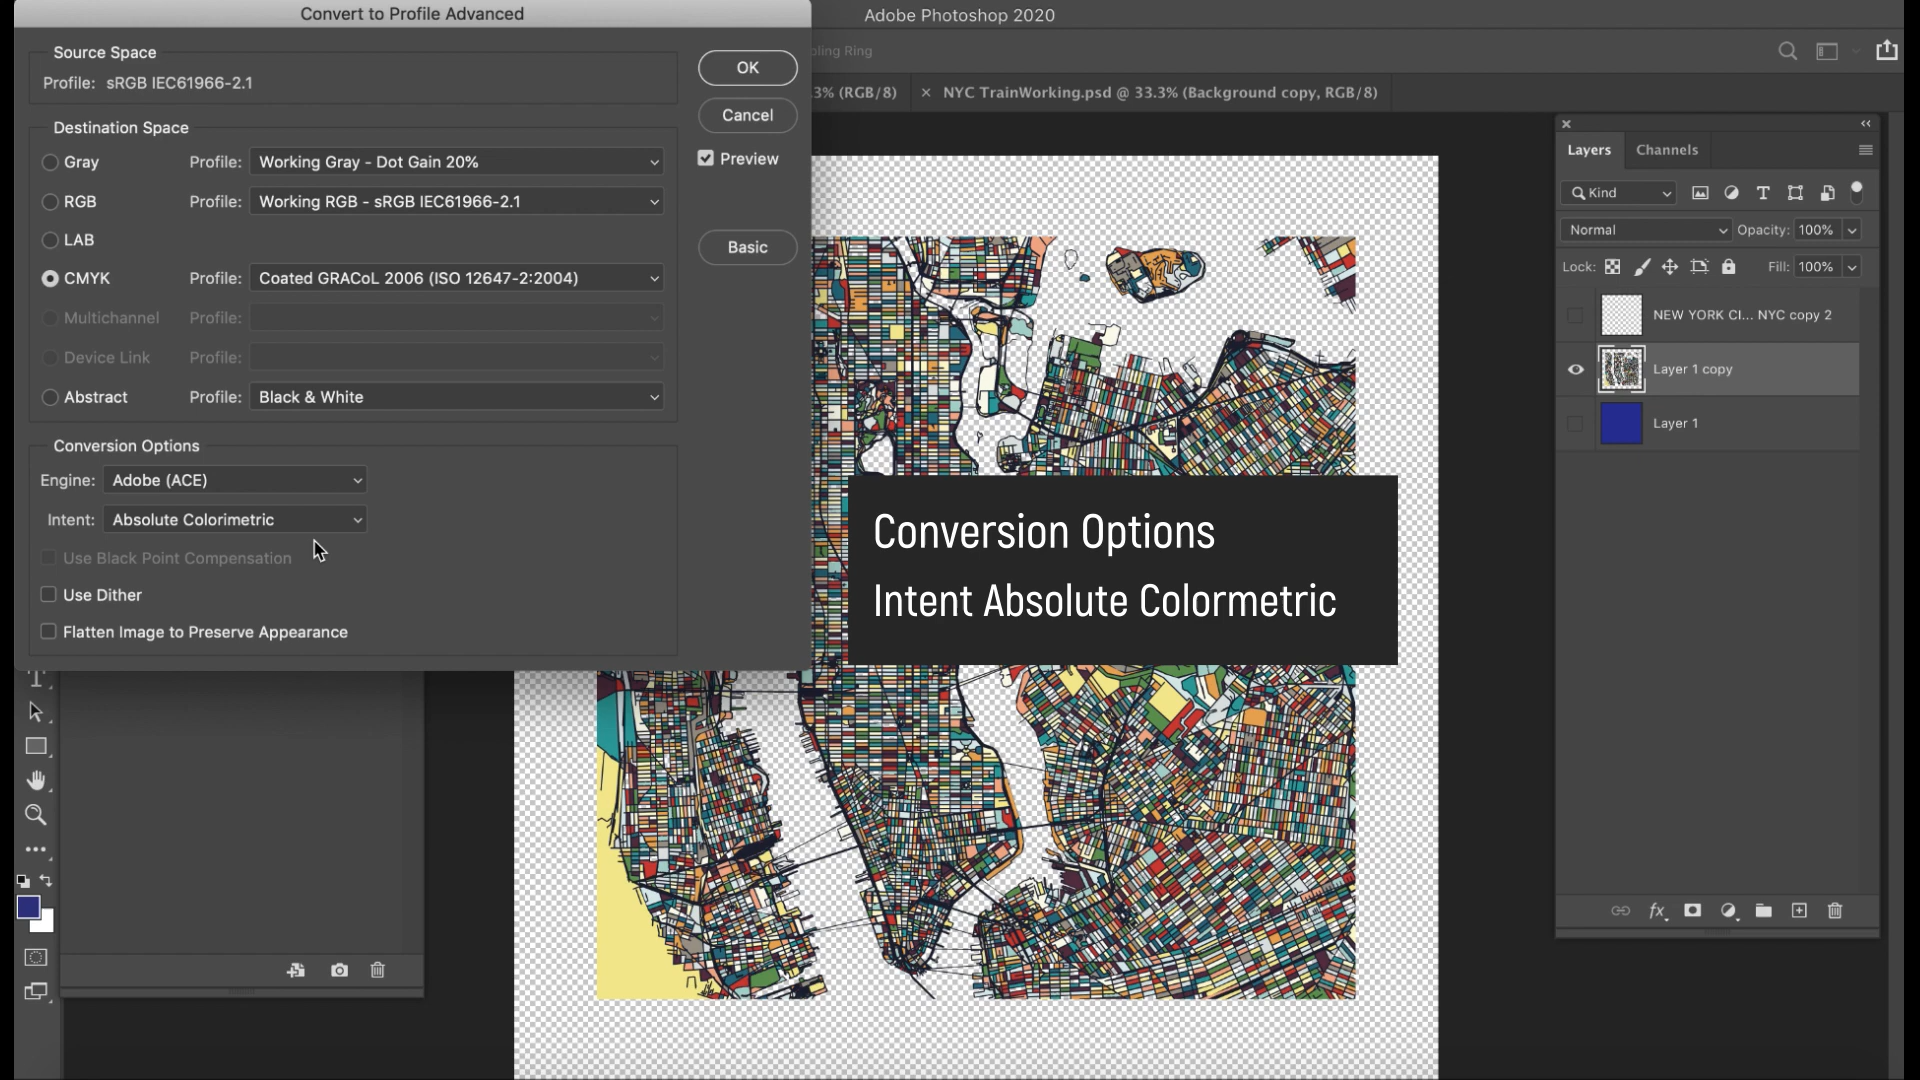 Convert to Profile Advanced
Adobe Photoshop 2020
Source Space
Profile: sRGB IEC61966-2.1
OK
Cancel
Preview
Basic
Destination Space
Gray Profile: Working Gray - Dot Gain 20%
RGB Profile: Working RGB - sRGB IEC61966-2.1
LAB
CMYK Profile: Coated GRACoL 2006 (ISO 12647-2:2004)
Multichannel Profile:
Device Link Profile:
Abstract Profile: Black & White
Conversion Options
Engine: Adobe (ACE)
Intent: Absolute Colorimetric
Use Black Point Compensation
Use Dither
Flatten Image to Preserve Appearance
Ring
.3% (RGB/8) × NYC TrainWorking.psd @ 33.3% (Background copy, RGB/8)
Conversion Options
Intent Absolute Colormetric
Layers Channels
Kind
Normal Opacity: 100%
Lock: Fill: 100%
NEW YORK CI... NYC copy 2
Layer 1 copy
Layer 1
fx